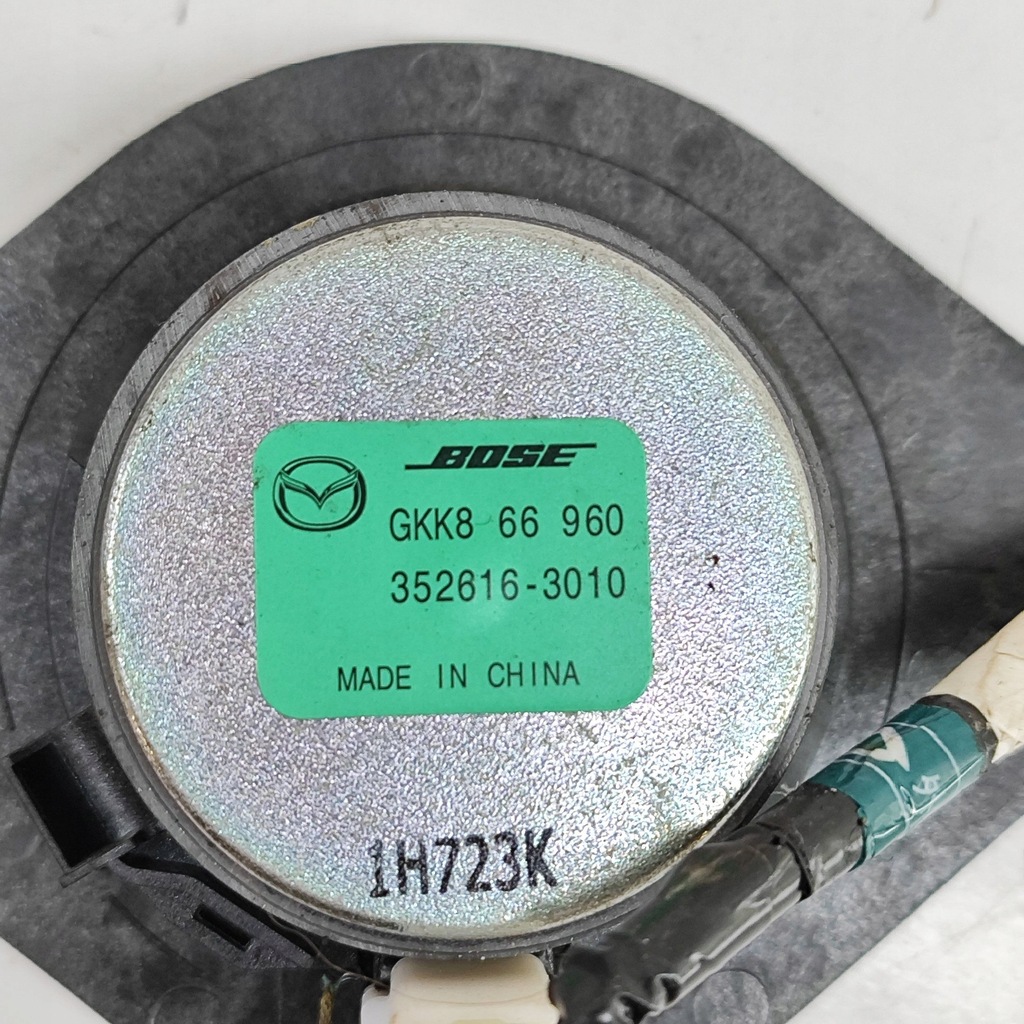 BOSE
GKK8 66 960
352616-3010
MADE IN CHINA
1H723K